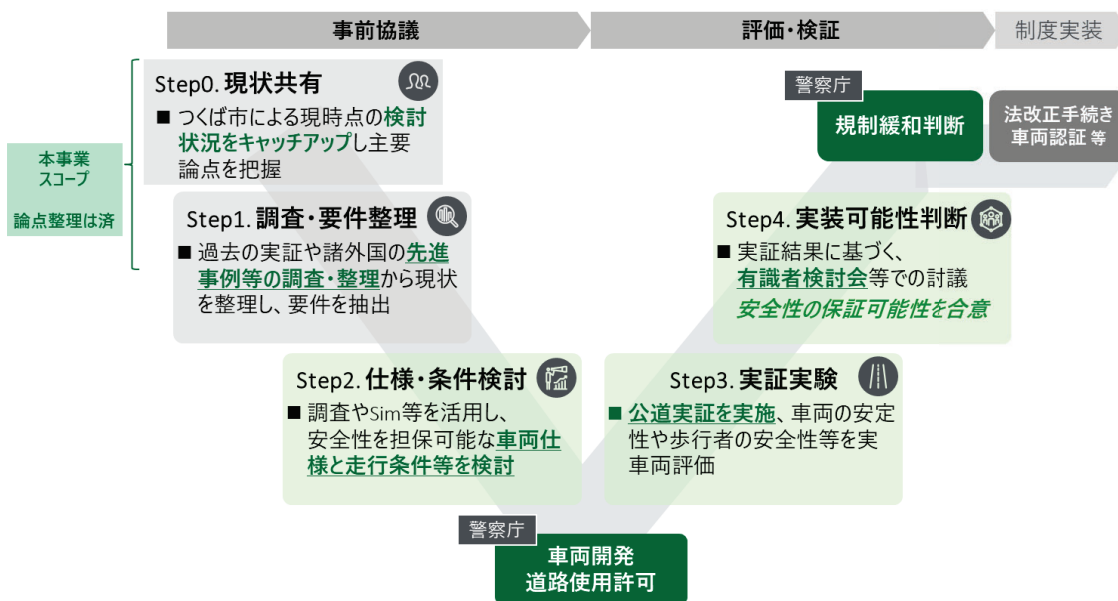 事前協議
評価・検証
制度実装
Step0. 現状共有
■ つくば市による現時点の検討
状況をキャッチアップし主要
論点を把握
本事業
スコープ
論点整理は済
Step1. 調査・要件整理
■ 過去の実証や諸外国の先進
事例等の調査・整理から現状
を整理し、要件を抽出
Step2. 仕様・条件検討
■ 調査やSim等を活用し、
安全性を担保可能な車両仕
様と走行条件等を検討
警察庁
車両開発
道路使用許可
Step3. 実証実験
■ 公道実証を実施、車両の安定
性や歩行者の安全性等を実
車両評価
Step4. 実装可能性判断
■ 実証結果に基づく、
有識者検討会等での討議
安全性の保証可能性を合意
警察庁
規制緩和判断
法改正手続き
車両認証 等